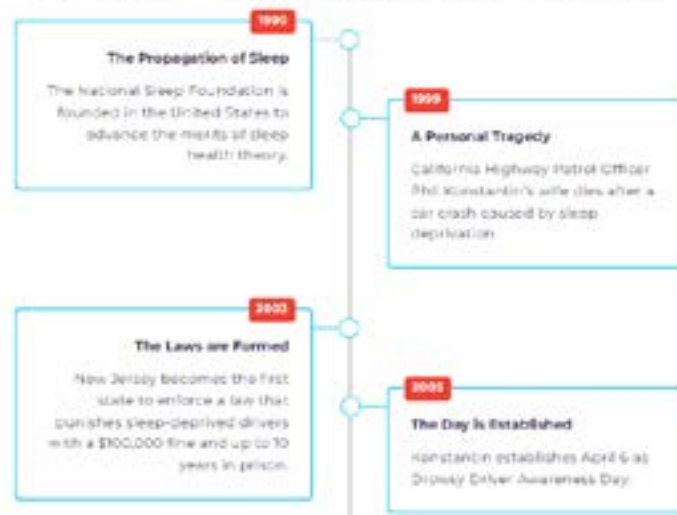 1990
The Propagation of Sleep
The National Sleep Foundation is
founded in the United States to
advance the merits of sleep
health theory.
1999
A Personal Tragedy
California Highway Patrol Officer
Phil Konstantin's wife dies after a
car crash caused by sleep
deprivation
2003
The Laws are Formed
New Jersey becomes the first
state to enforce a law that
punishes sleep-deprived drivers
with a $100,000 fine and up to 10
years in prison.
2005
The Day is Established
Konstantin establishes April 6 as
Drowsy Driver Awareness Day